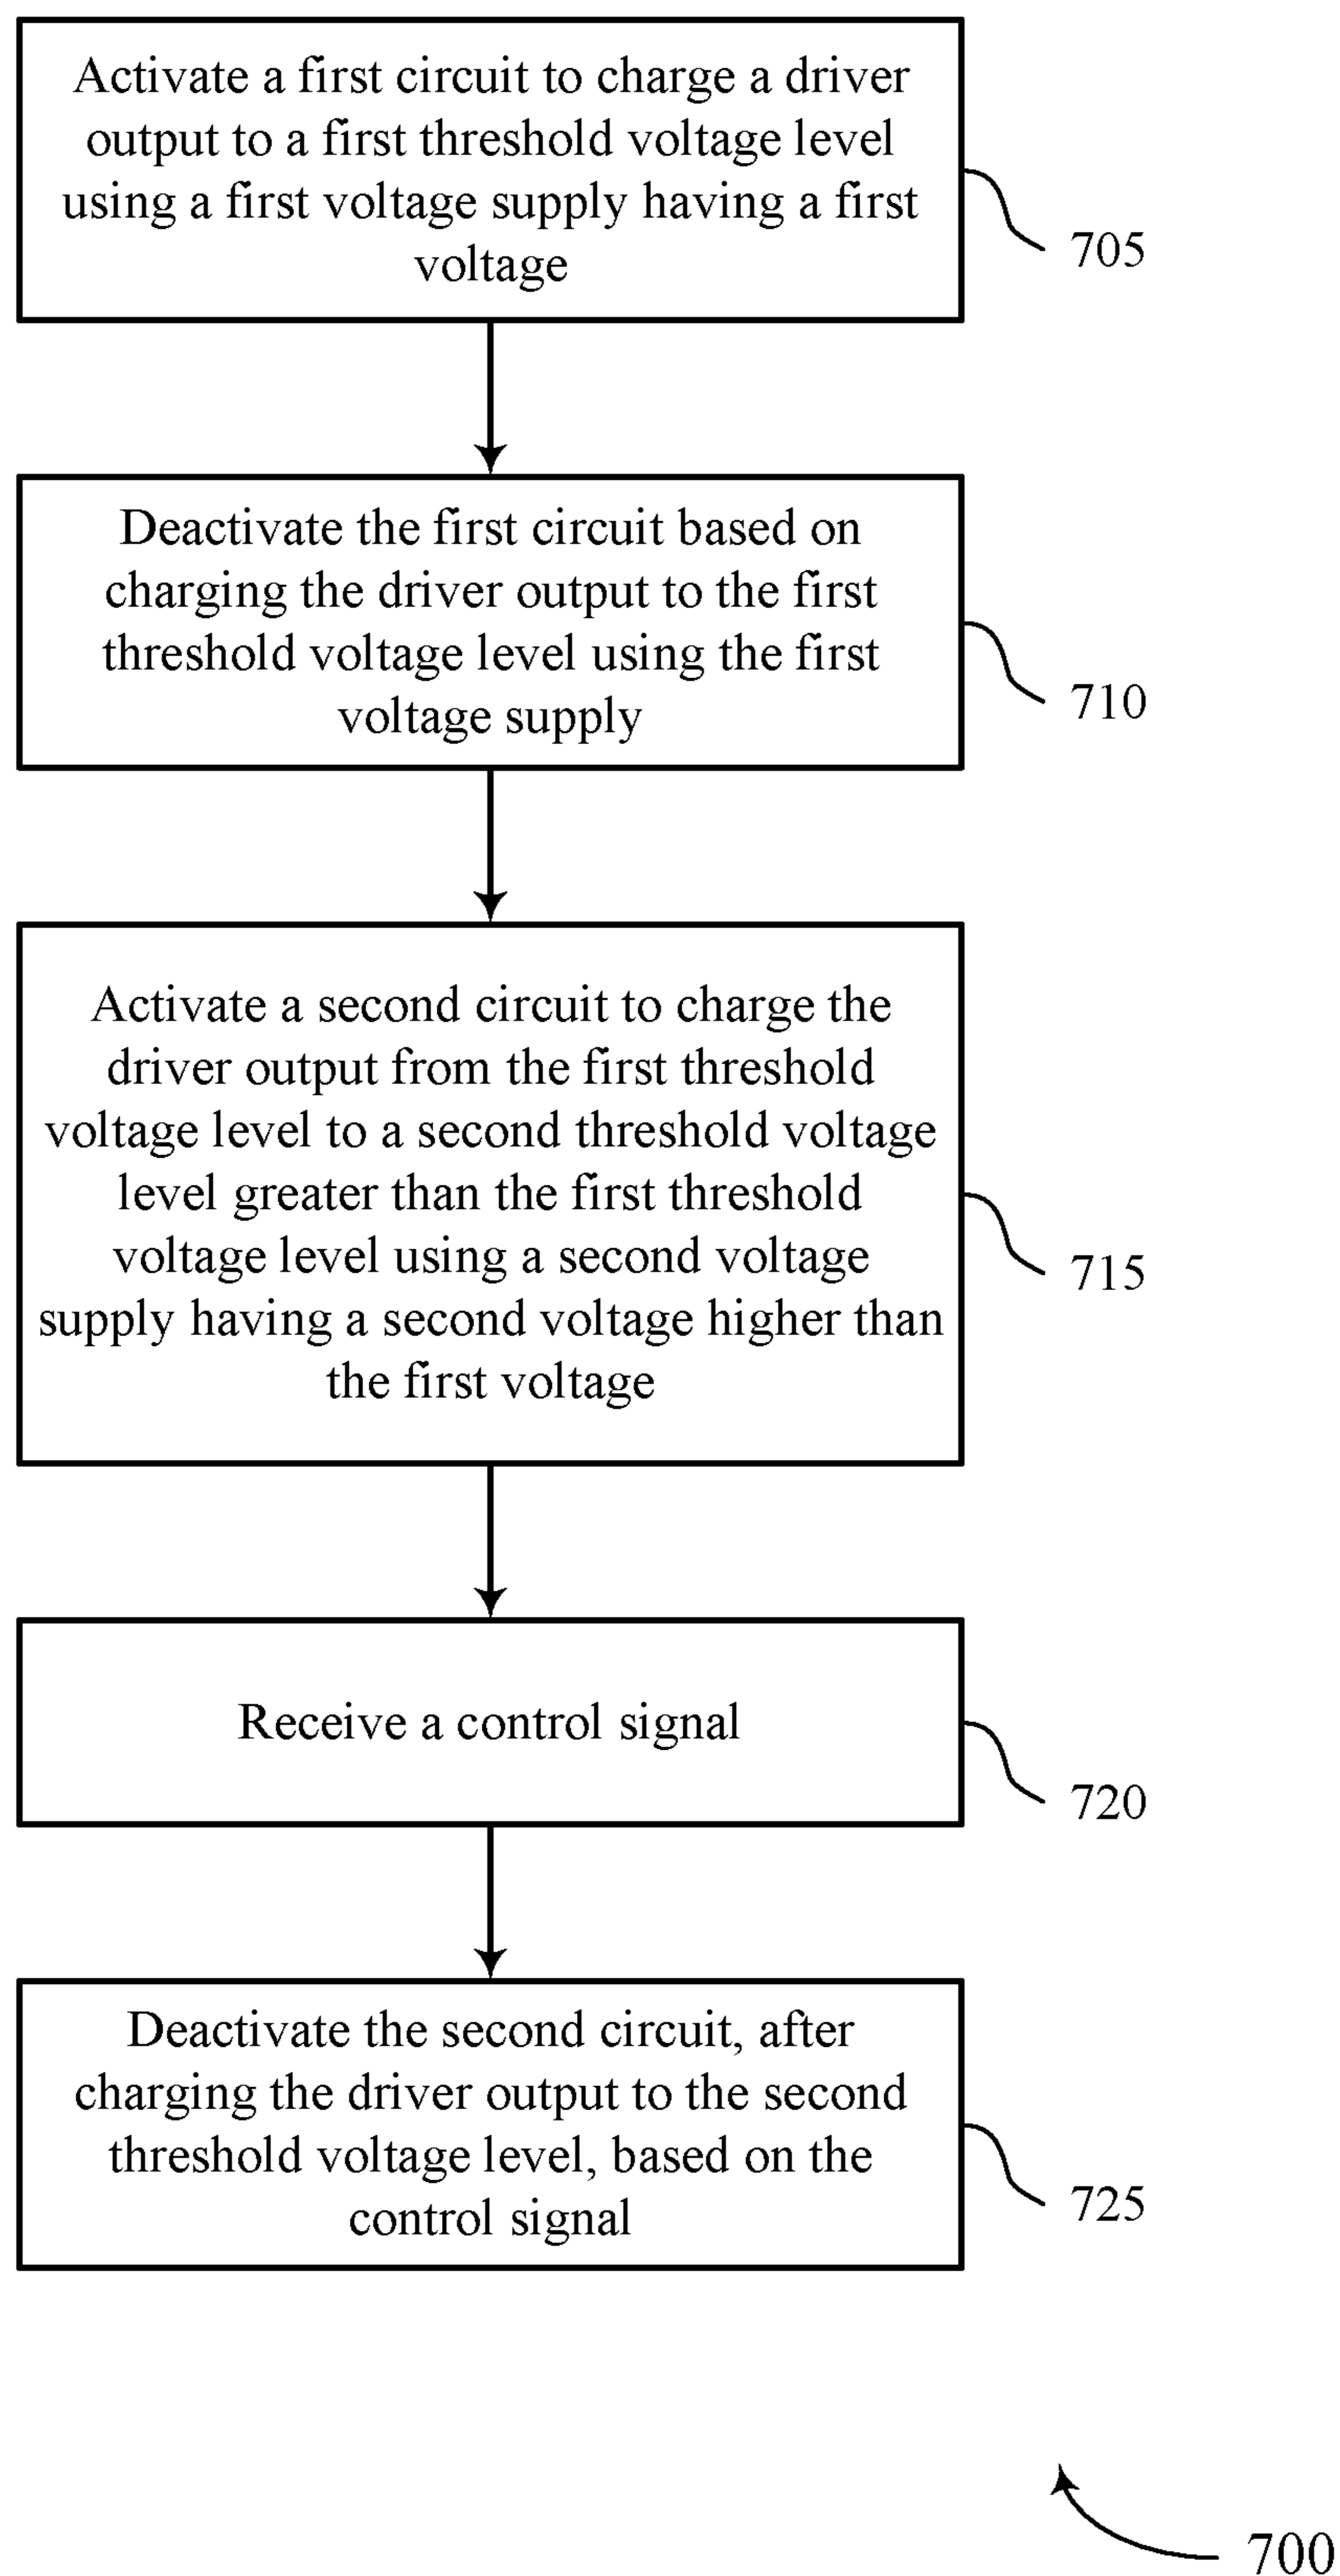 Activate a first circuit to charge a driver
output to a first threshold voltage level
using a first voltage supply having a first
voltage
705
Deactivate the first circuit based on
charging the driver output to the first
threshold voltage level using the first
voltage supply
710
Activate a second circuit to charge the
driver output from the first threshold
voltage level to a second threshold voltage
level greater than the first threshold
voltage level using a second voltage
supply having a second voltage higher than
the first voltage
715
Receive a control signal
720
Deactivate the second circuit, after
charging the driver output to the second
threshold voltage level, based on the
control signal
725
700